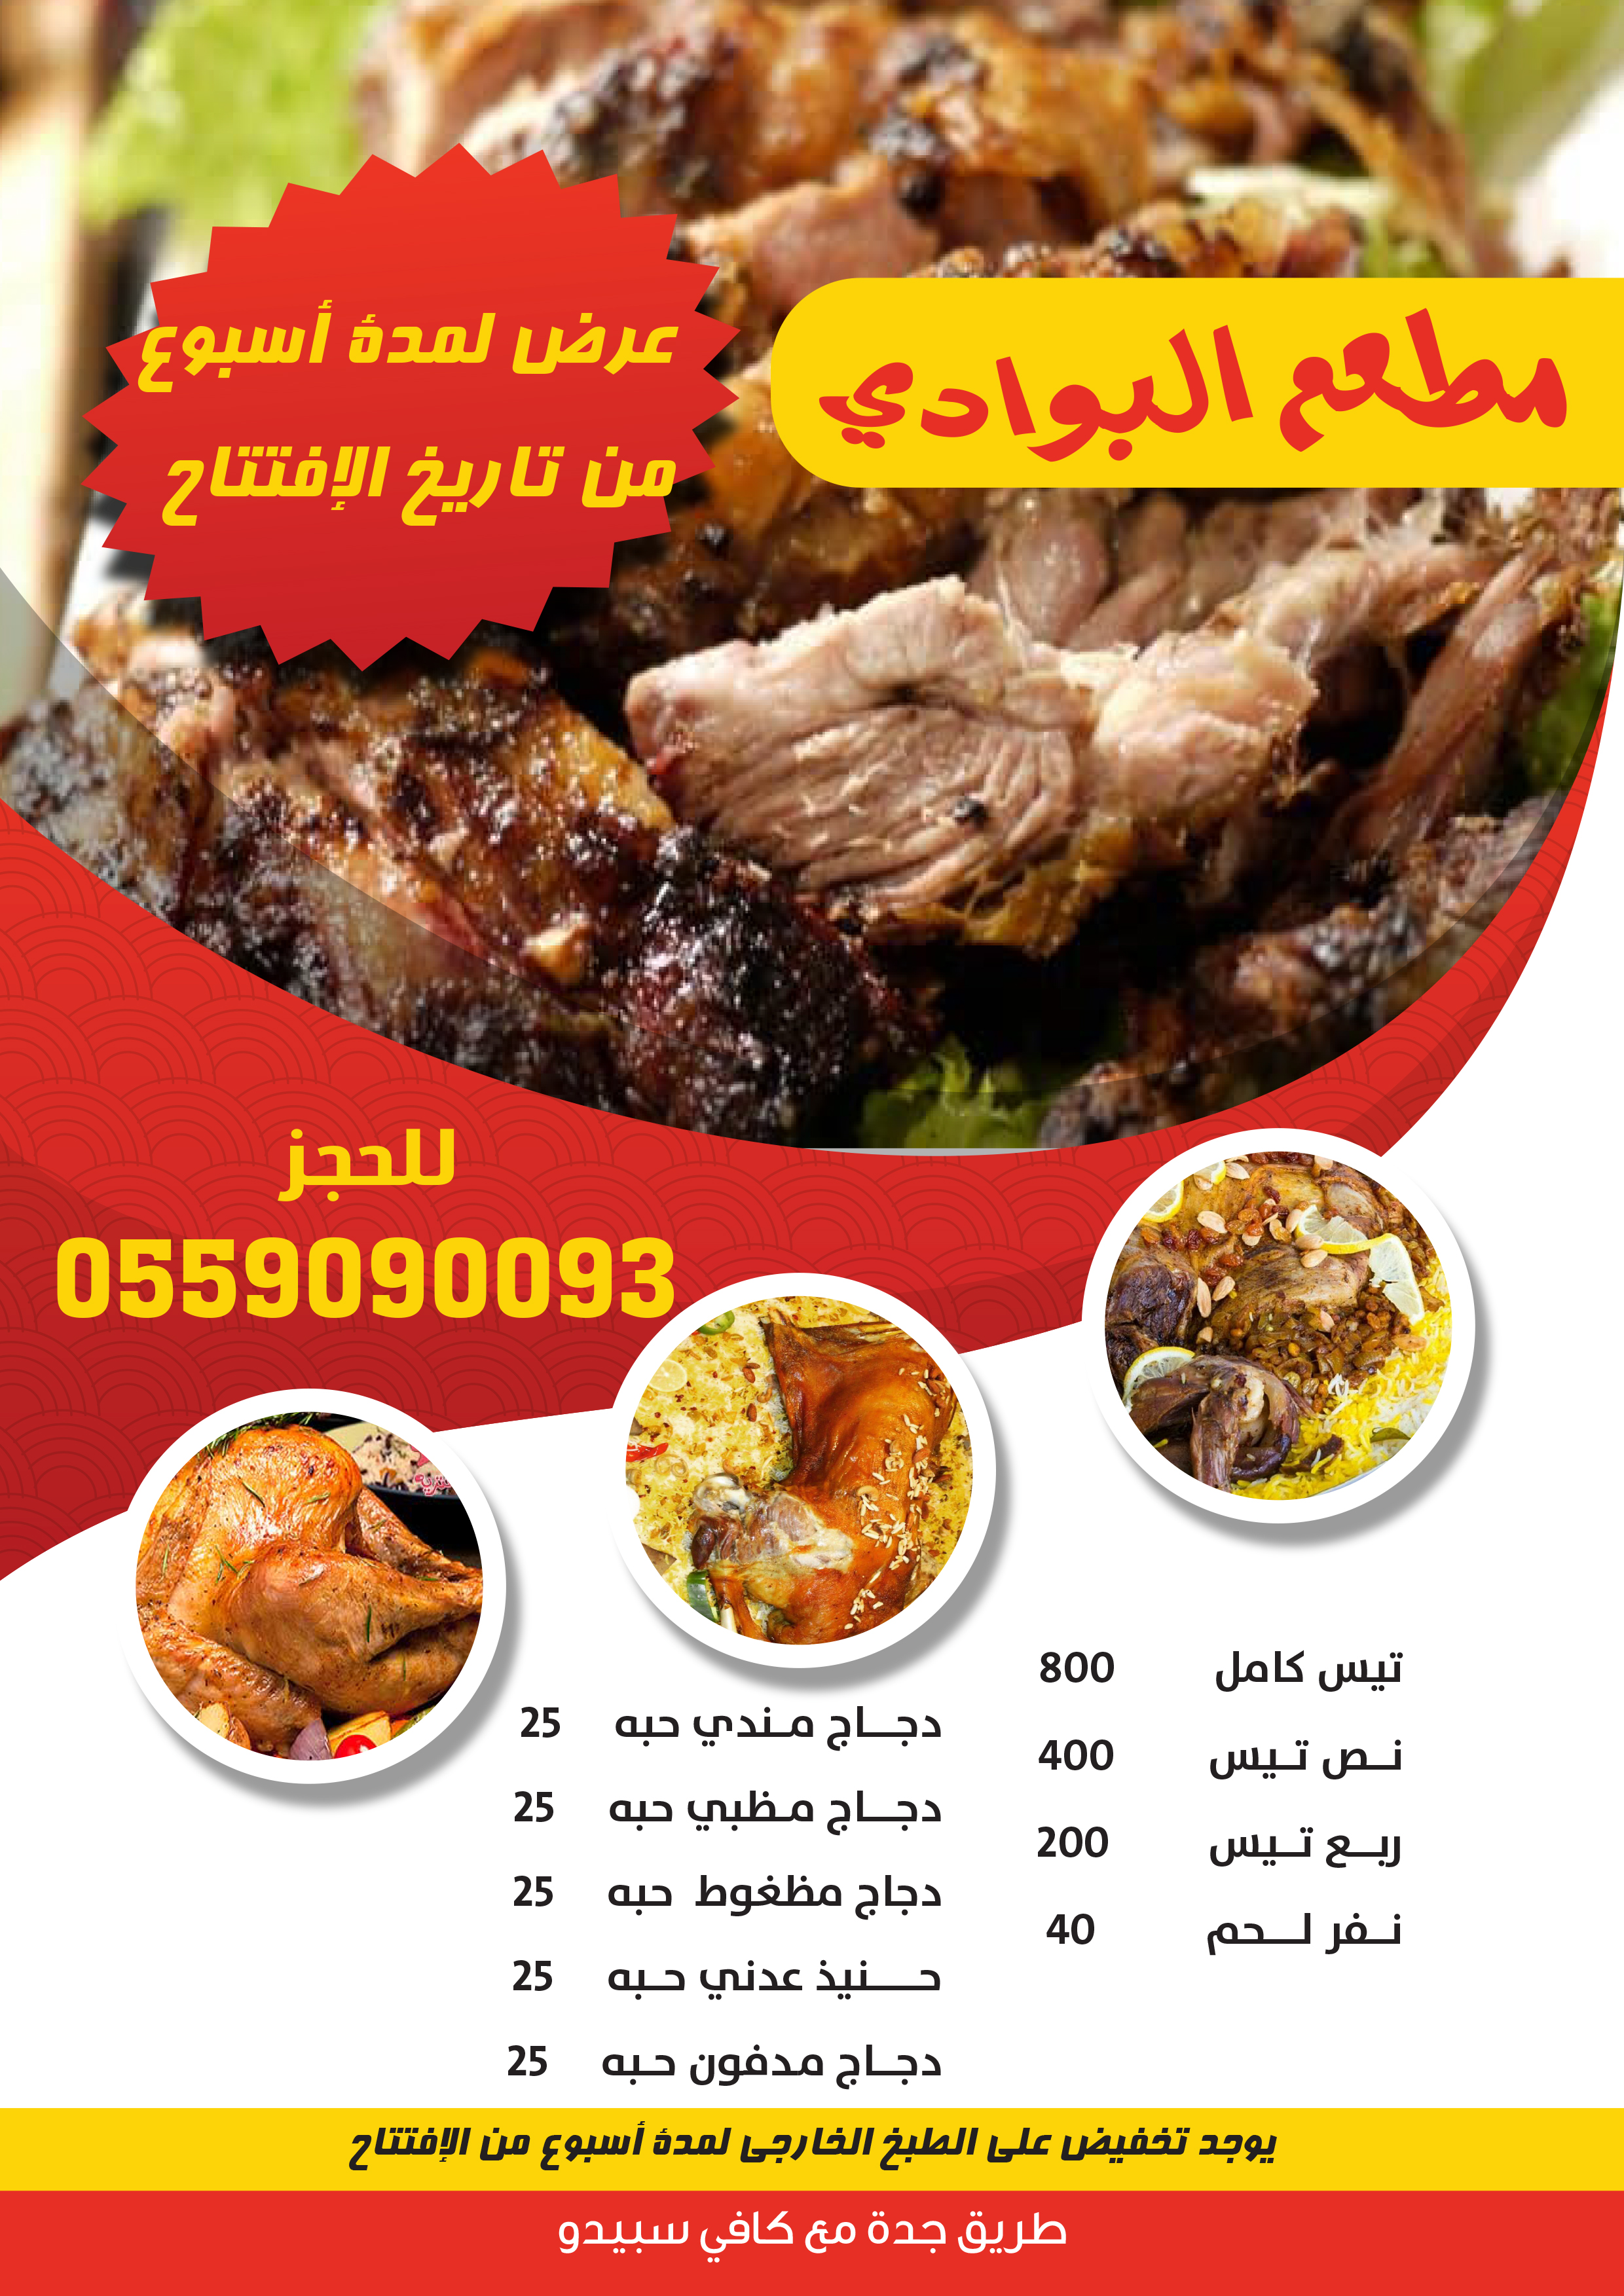 مطعم البوادي
عرض لمدة أسبوع
من تاريخ الإفتتاح
للحجز
0559090093
تيس كامل 800
نص تيس 400
ربع تيس 200
نفر لحم 40
دجاج مندي حبه 25
دجاج مظبي حبه 25
دجاج مظغوط حبه 25
حنيذ عدني حبه 25
دجاج مدفون حبه 25
يوجد تخفيض على الطبخ الخارجى لمدة أسبوع من الإفتتاح
طريق جدة مع كافي سبيدو